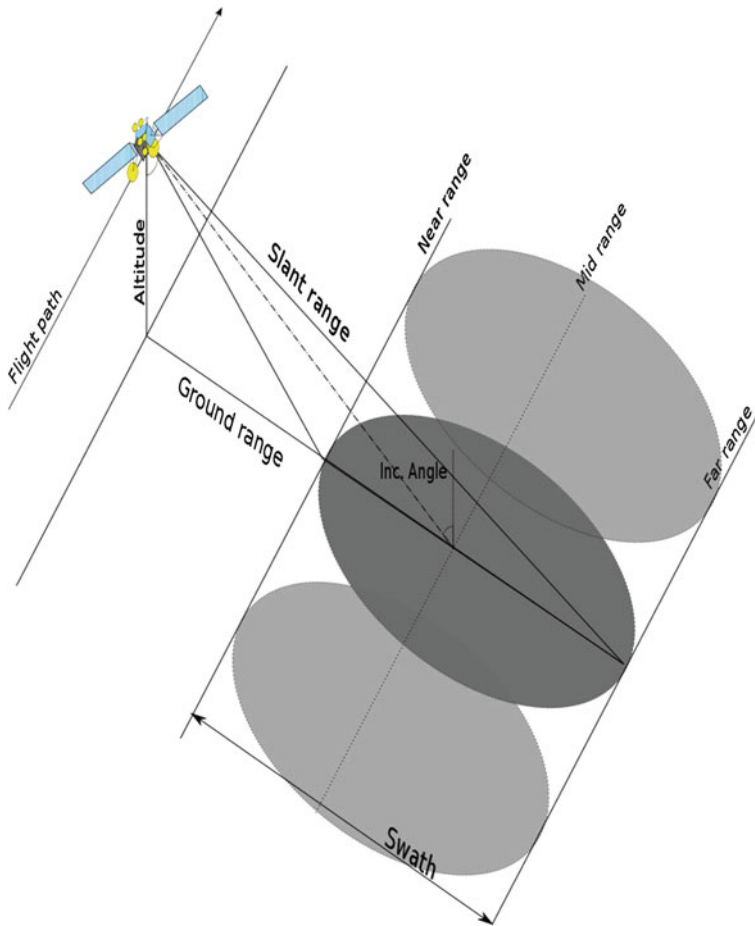 Near range
Mid range
Slant range
Altitude
Flight path
Ground range
Far range
Inc. Angle
Swath